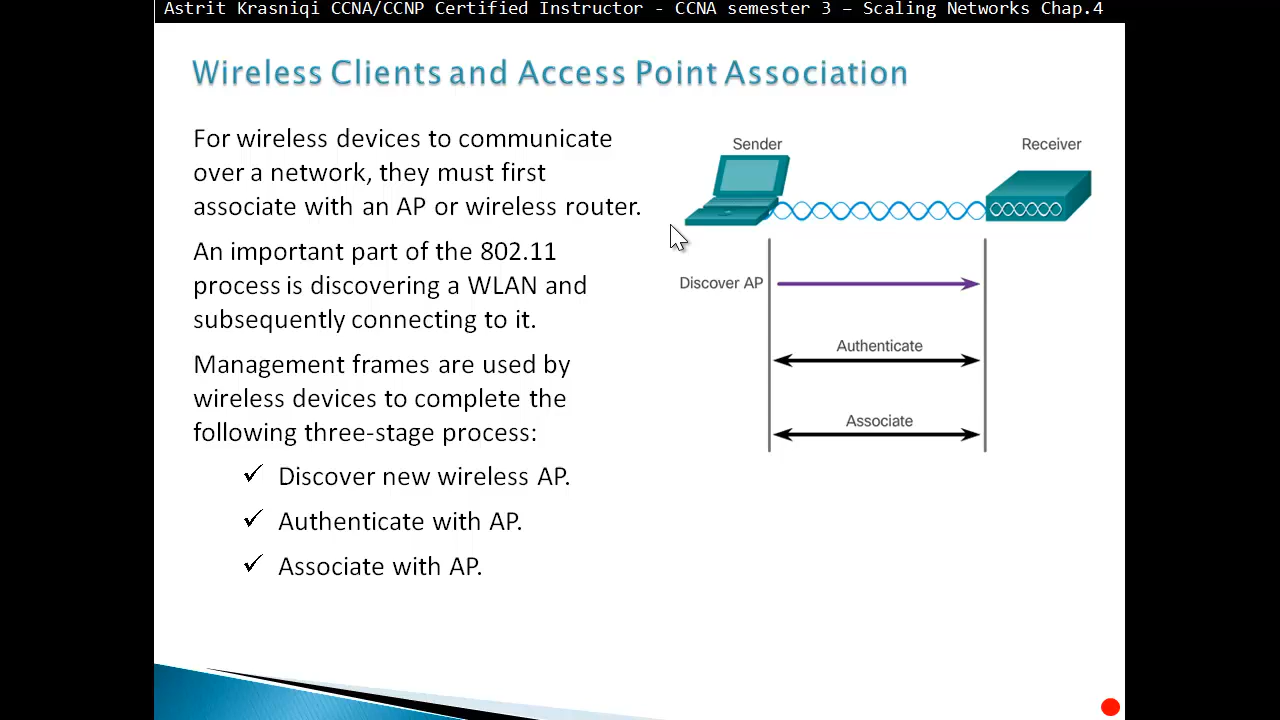 Astrit Krasniqi CCNA/CCNP Certified Instructor - CCNA semester 3 – Scaling Networks Chap.4
Wireless Clients and Access Point Association
For wireless devices to communicate
over a network, they must first
associate with an AP or wireless router.
An important part of the 802.11
process is discovering a WLAN and
subsequently connecting to it.
Management frames are used by
wireless devices to complete the
following three-stage process:
✓ Discover new wireless AP.
✓ Authenticate with AP.
✓ Associate with AP.
Sender
Receiver
Discover AP
Authenticate
Associate